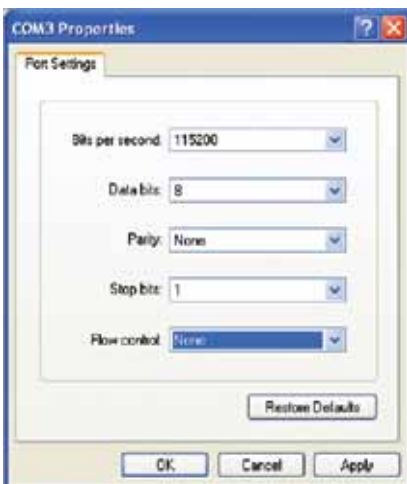 COM3 Properties
Port Settings
Bits per second: 115200
Data bits: 8
Parity: None
Stop bits: 1
Flow control: None
Restore Defaults
OK Cancel Apply